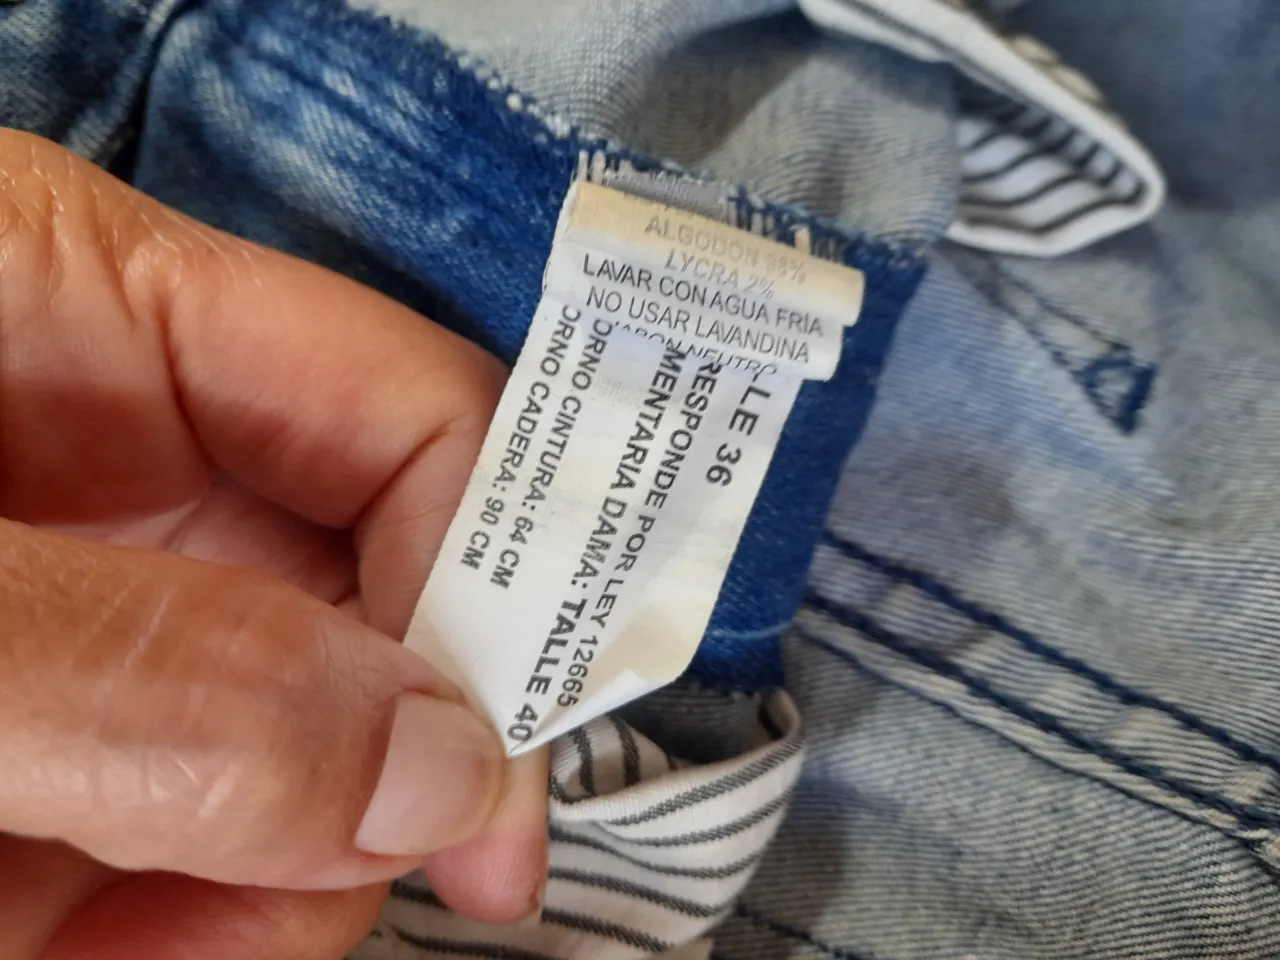 ALGODON 98%
LYCRA 2%
LAVAR CON AGUA FRIA
NO USAR LAVANDINA
NEUTRO
LLE 36
RESPONDE POR LEY 12665
MENTARIA DAMA: TALLE 40
ORNO CINTURA: 64 CM
ORNO CADERA: 90 CM